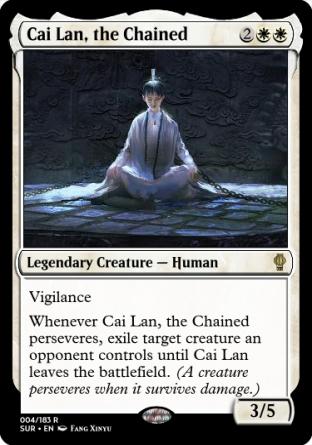 Cai Lan, the Chained 2
Legendary Creature — Human
Vigilance
Whenever Cai Lan, the Chained
perseveres, exile target creature an
opponent controls until Cai Lan
leaves the battlefield. (A creature
perseveres when it survives damage.)
004/183 R
SUR • EN Fang Xinyu
3/5